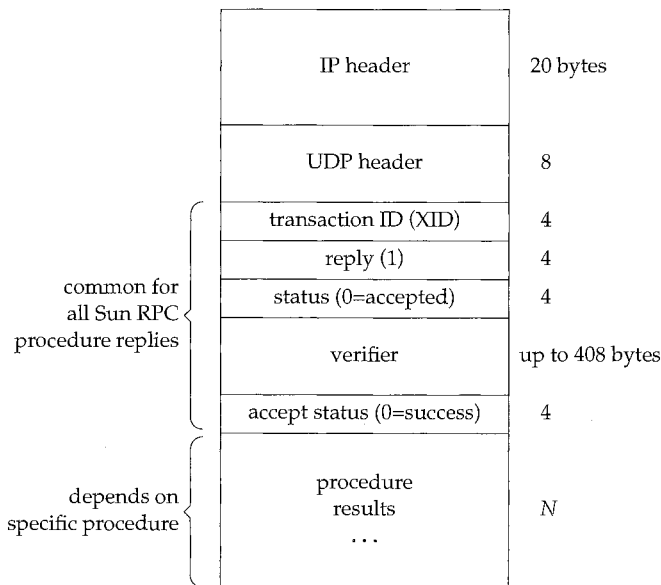 IP header
20 bytes
UDP header
8
transaction ID (XID)
4
reply (1)
4
common for
all Sun RPC
procedure replies
status (0=accepted)
4
verifier
up to 408 bytes
accept status (0=success)
4
depends on
specific procedure
procedure
results
...
N